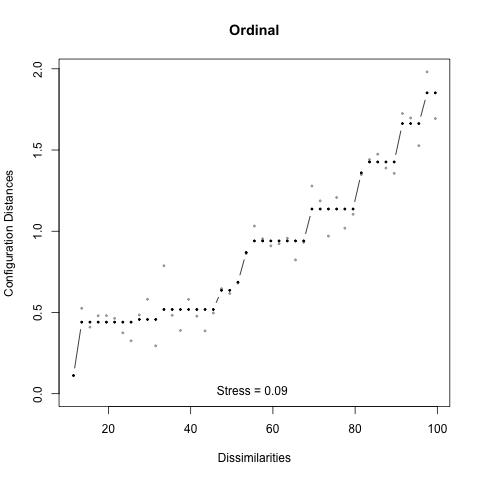 Ordinal
2.0
1.5
1.0
0.5
0.0
Configuration Distances
Stress = 0.09
20 40 60 80 100
Dissimilarities